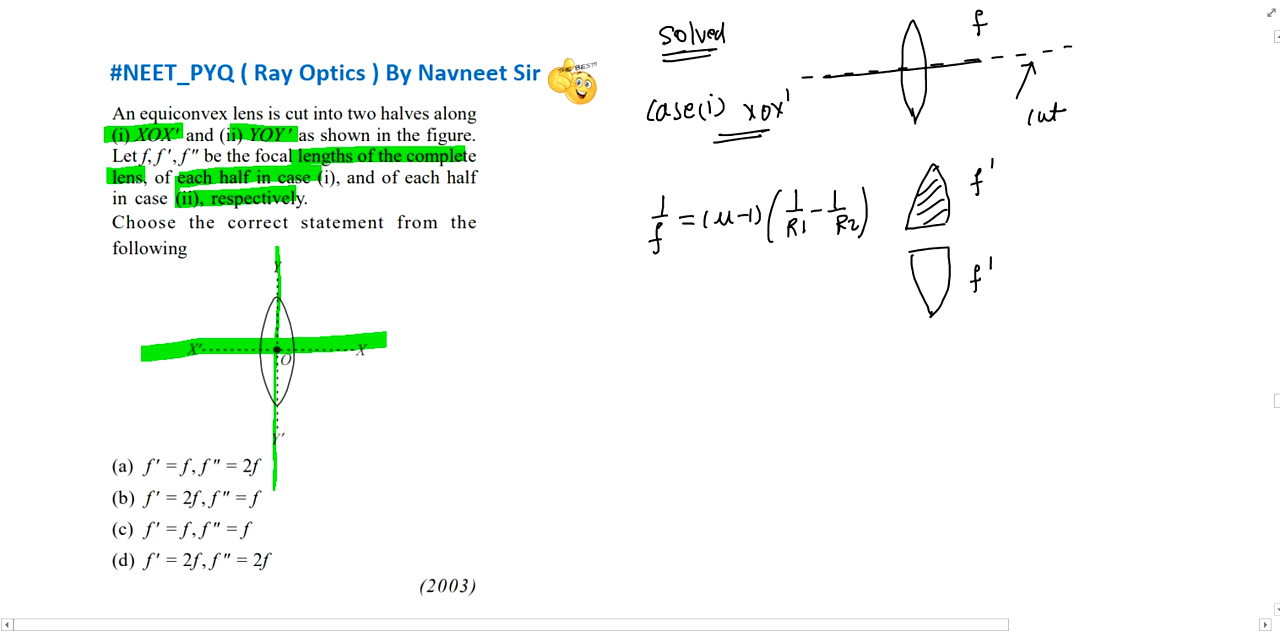 #NEET_PYQ ( Ray Optics ) By Navneet Sir
THE BEST!!
An equiconvex lens is cut into two halves along
(i) XOX′ and (ii) YOY′ as shown in the figure.
Let f, f′, f″ be the focal lengths of the complete
lens, of each half in case (i), and of each half
in case (ii), respectively.
Choose the correct statement from the
following
Y
X′
X
O
Y′
(a) f′ = f, f″ = 2f
(b) f′ = 2f, f″ = f
(c) f′ = f, f″ = f
(d) f′ = 2f, f″ = 2f
(2003)
Solved
f
cut
Case(i) XOX'
f'
1/f = (μ-1)(1/R1 - 1/R2)
f'